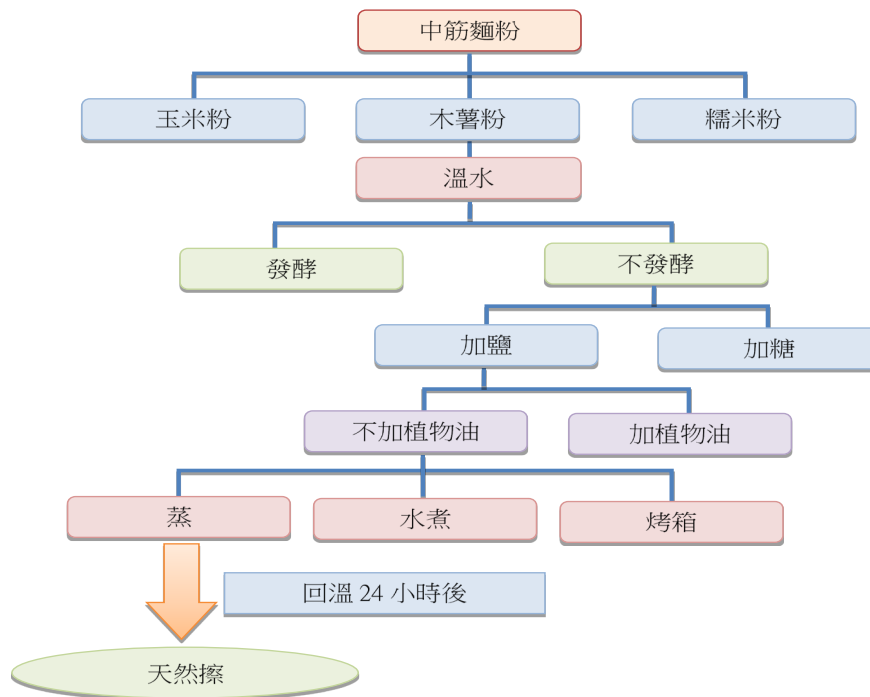 中筋麵粉
玉米粉
木薯粉
糯米粉
溫水
發酵
不發酵
加鹽
加糖
不加植物油
加植物油
蒸
水煮
烤箱
回溫 24 小時後
天然擦